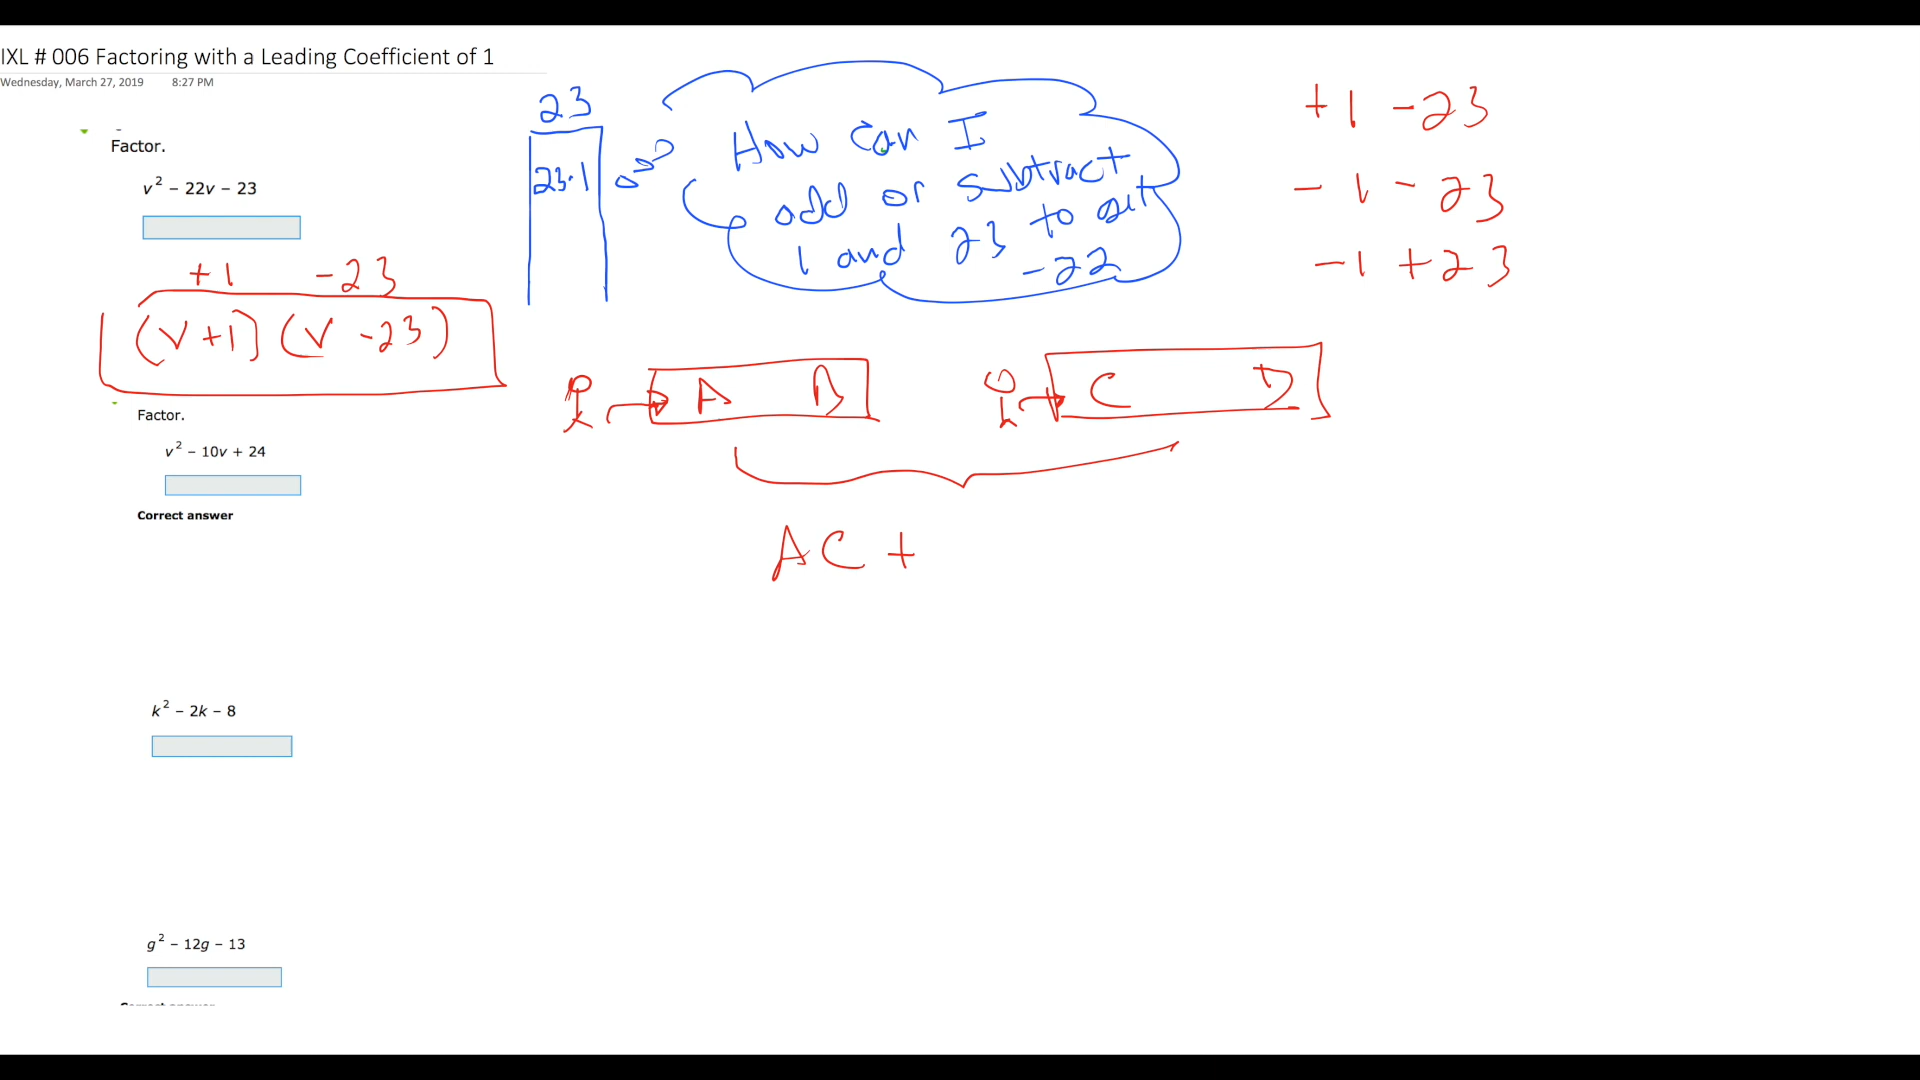 IXL # 006 Factoring with a Leading Coefficient of 1
Wednesday, March 27, 2019 8:27 PM
Factor.
v² – 22v – 23
+1 -23
(v +1) (v -23)
23
23·1
How can I
add or subtract
1 and 23 to get
-22
+1 -23
-1 -23
-1 +23
A B
C D
AC +
Factor.
v² – 10v + 24
Correct answer
k² – 2k – 8
g² – 12g – 13